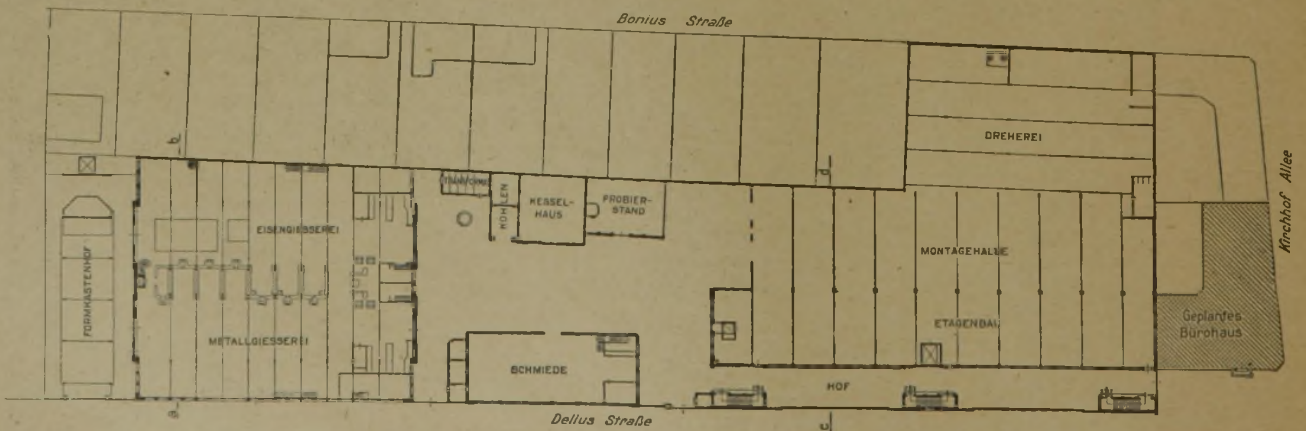 Bonius Straße
DREHEREI
Kirchhof Allee
b
d
KOHLEN
KESSEL-
HAUS
PROBIER-
STAND
EISENGIESSEREI
FORMKASTENHOF
METALLGIESSEREI
MONTAGEHALLE
ETAGENBAU
Geplantes
Bürohaus
SCHMIEDE
HOF
a
c
Delius Straße